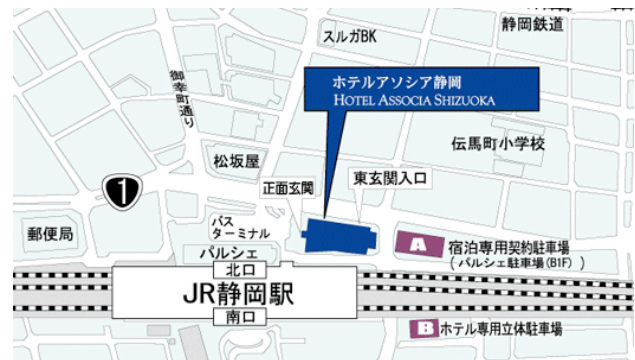 静岡鉄道
スルガBK
御幸町通り
ホテルアソシア静岡
HOTEL ASSOCIA SHIZUOKA
伝馬町小学校
松坂屋
正面玄関
東玄関入口
1
バス
ターミナル
郵便局
パルシェ
A
宿泊専用契約駐車場
(パルシェ駐車場(B1F))
北口
JR静岡駅
南口
B
ホテル専用立体駐車場